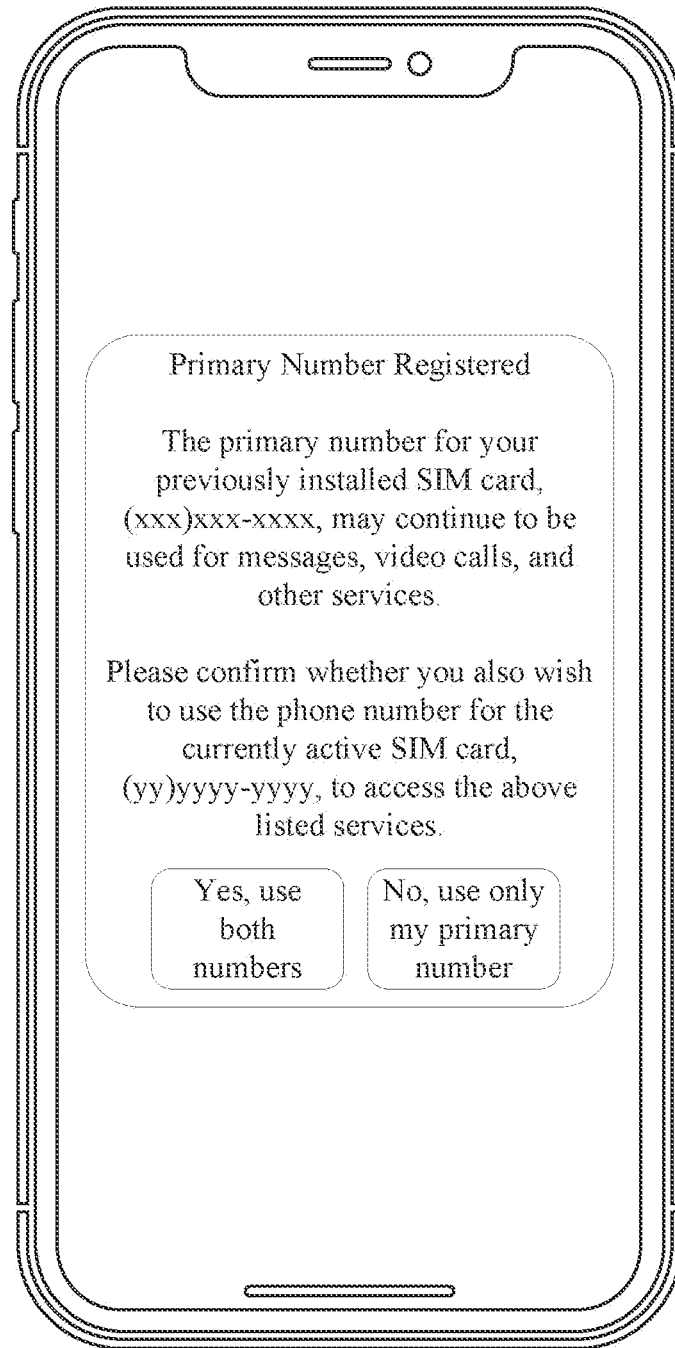 Primary Number Registered
The primary number for your
previously installed SIM card,
(xxx)xxx-xxxx, may continue to be
used for messages, video calls, and
other services.
Please confirm whether you also wish
to use the phone number for the
currently active SIM card,
(yy)yyyy-yyyy, to access the above
listed services.
Yes, use
both
numbers
No, use only
my primary
number